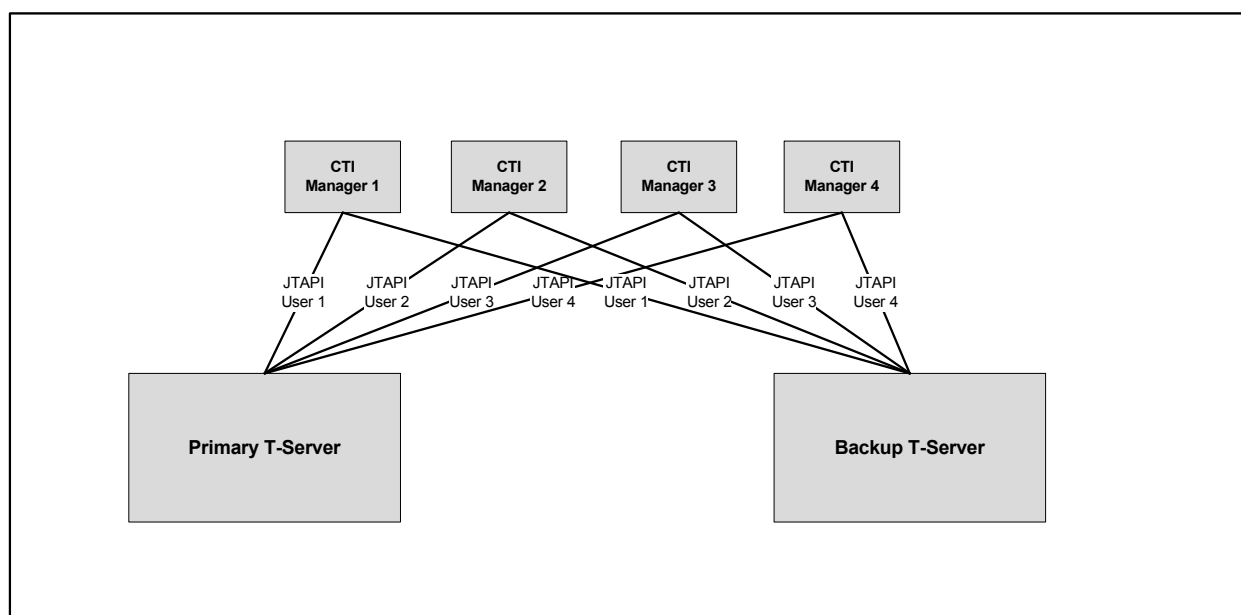 CTI
Manager 1
CTI
Manager 2
CTI
Manager 3
CTI
Manager 4
JTAPI
User 1
JTAPI
User 2
JTAPI
User 3
JTAPI
User 4
JTAPI
User 1
JTAPI
User 2
JTAPI
User 3
JTAPI
User 4
Primary T-Server
Backup T-Server